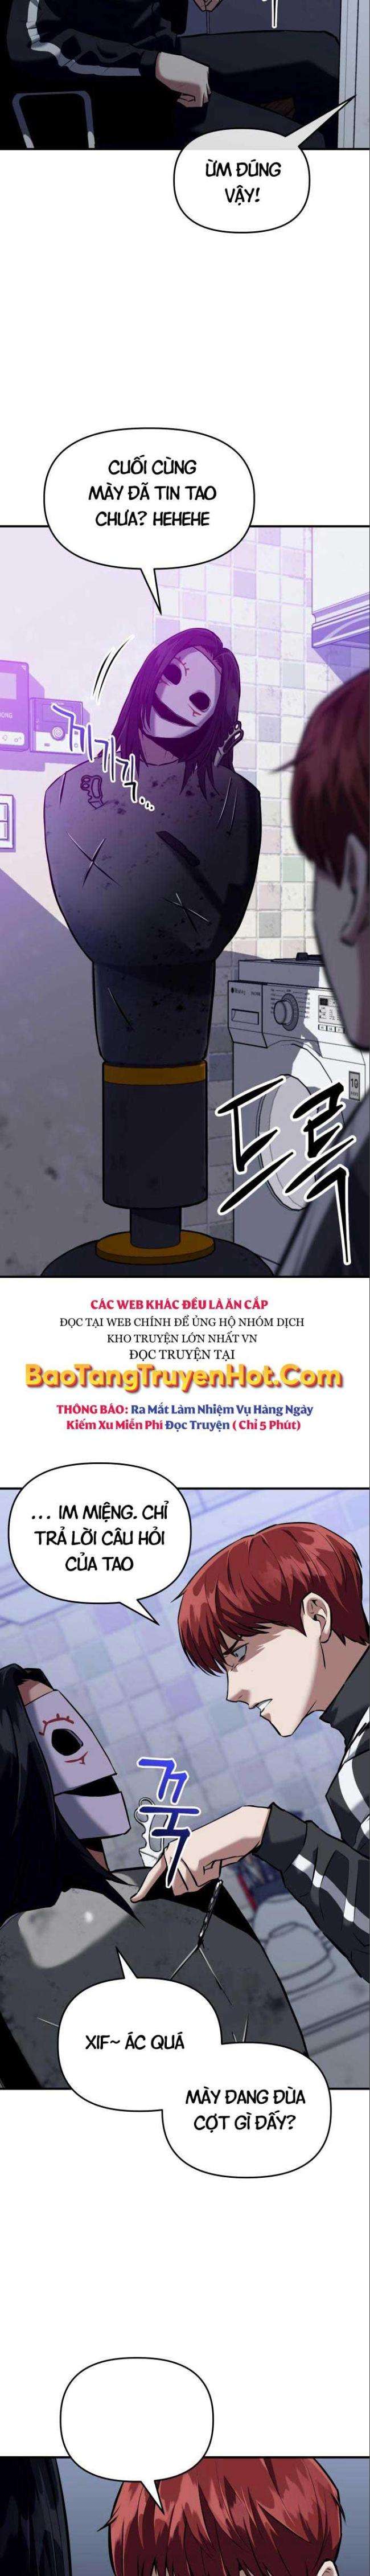 ỪM ĐÚNG
VẬY!
CUỐI CÙNG
MÀY ĐÃ TIN TAO
CHƯA? HEHEHE
끼기긱...
10
드득
CÁC WEB KHÁC ĐỀU LÀ ĂN CẮP
ĐỌC TẠI WEB CHÍNH ĐỂ ỦNG HỘ NHÓM DỊCH
KHO TRUYỆN LỚN NHẤT VN
ĐỌC TRUYỆN TẠI
BaoTangTruyenHot.Com
THÔNG BÁO: Ra Mắt Làm Nhiệm Vụ Hàng Ngày
Kiếm Xu Miễn Phí Đọc Truyện ( Chỉ 5 Phút)
... IM MIỆNG. CHỈ
TRẢ LỜI CÂU HỎI
CỦA TAO
꾹
XIF~ ÁC QUÁ
MÀY ĐANG ĐÙA
CỢT GÌ ĐẤY?